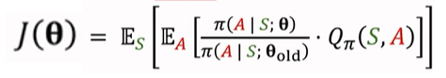 J(θ) = 𝔼_S [ 𝔼_A [ π(A | S; θ) / π(A | S; θ_old) · Q_π(S, A) ] ]